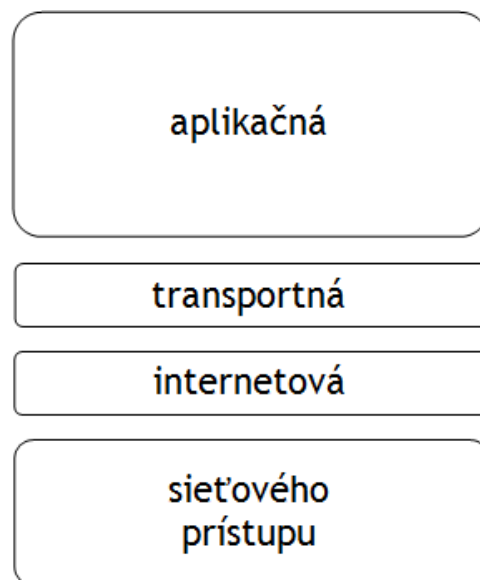 aplikačná
transportná
internetová
sieťového
prístupu